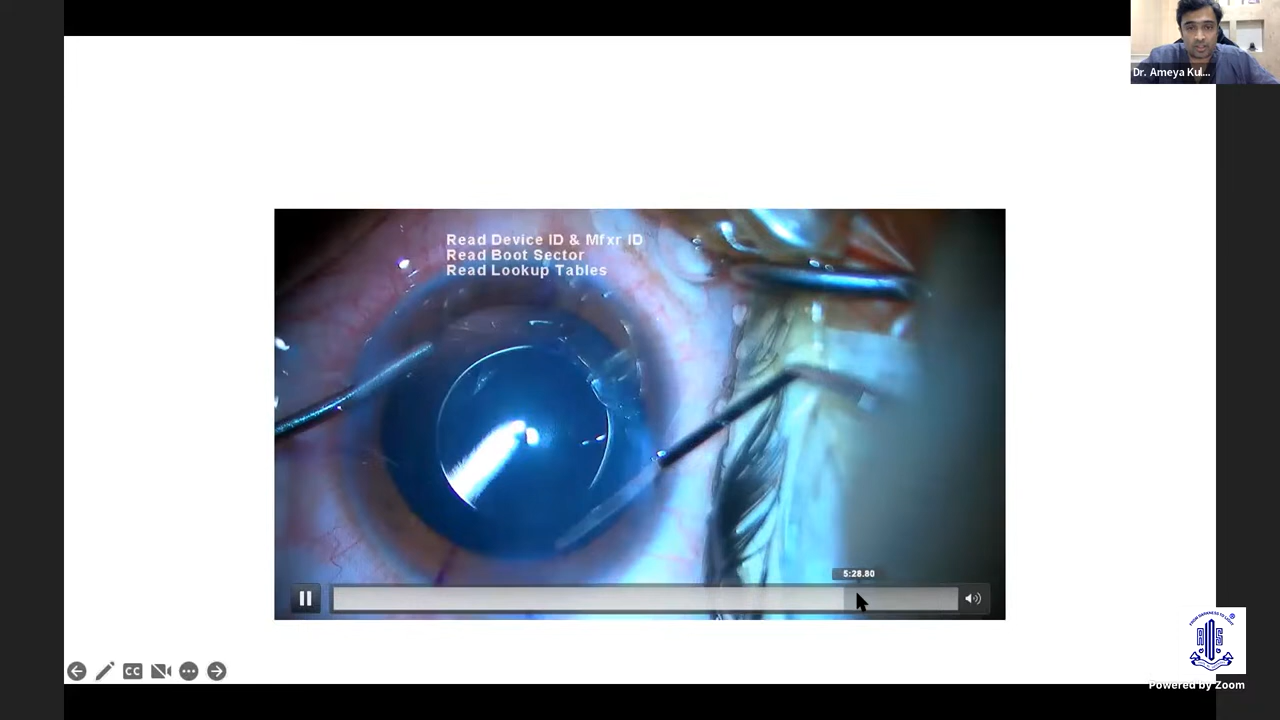 Dr. Ameya Kul...
Read Device ID & Mfxr ID
Read Boot Sector
Read Lookup Tables
5:28.80
CC
Powered by Zoom